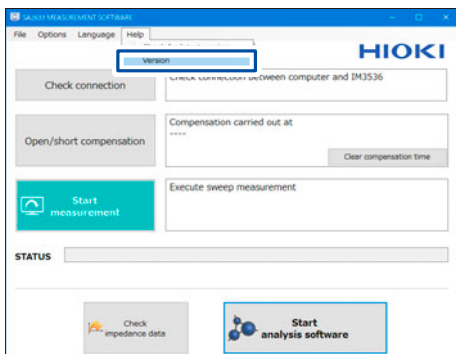 SA2633 MEASUREMENT SOFTWARE
File Options Language Help
Version
HIOKI
Check connection
Check connection between computer and IM3536
Open/short compensation
Compensation carried out at
----
Clear compensation time
Start
measurement
Execute sweep measurement
STATUS
Check
impedance data
Start
analysis software